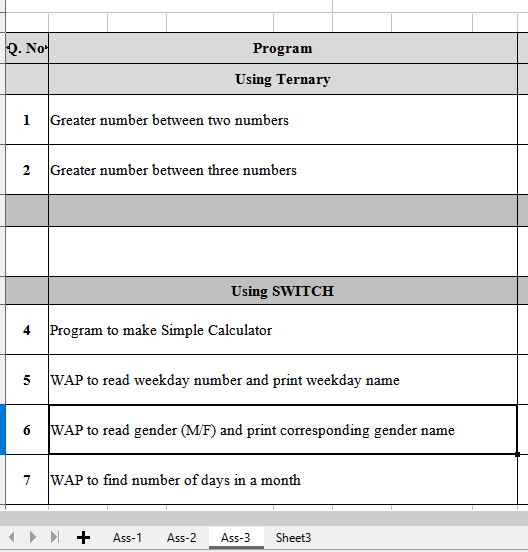 Q. No Program
Using Ternary
1 Greater number between two numbers
2 Greater number between three numbers
Using SWITCH
4 Program to make Simple Calculator
5 WAP to read weekday number and print weekday name
6 WAP to read gender (M/F) and print corresponding gender name
7 WAP to find number of days in a month
Ass-1 Ass-2 Ass-3 Sheet3